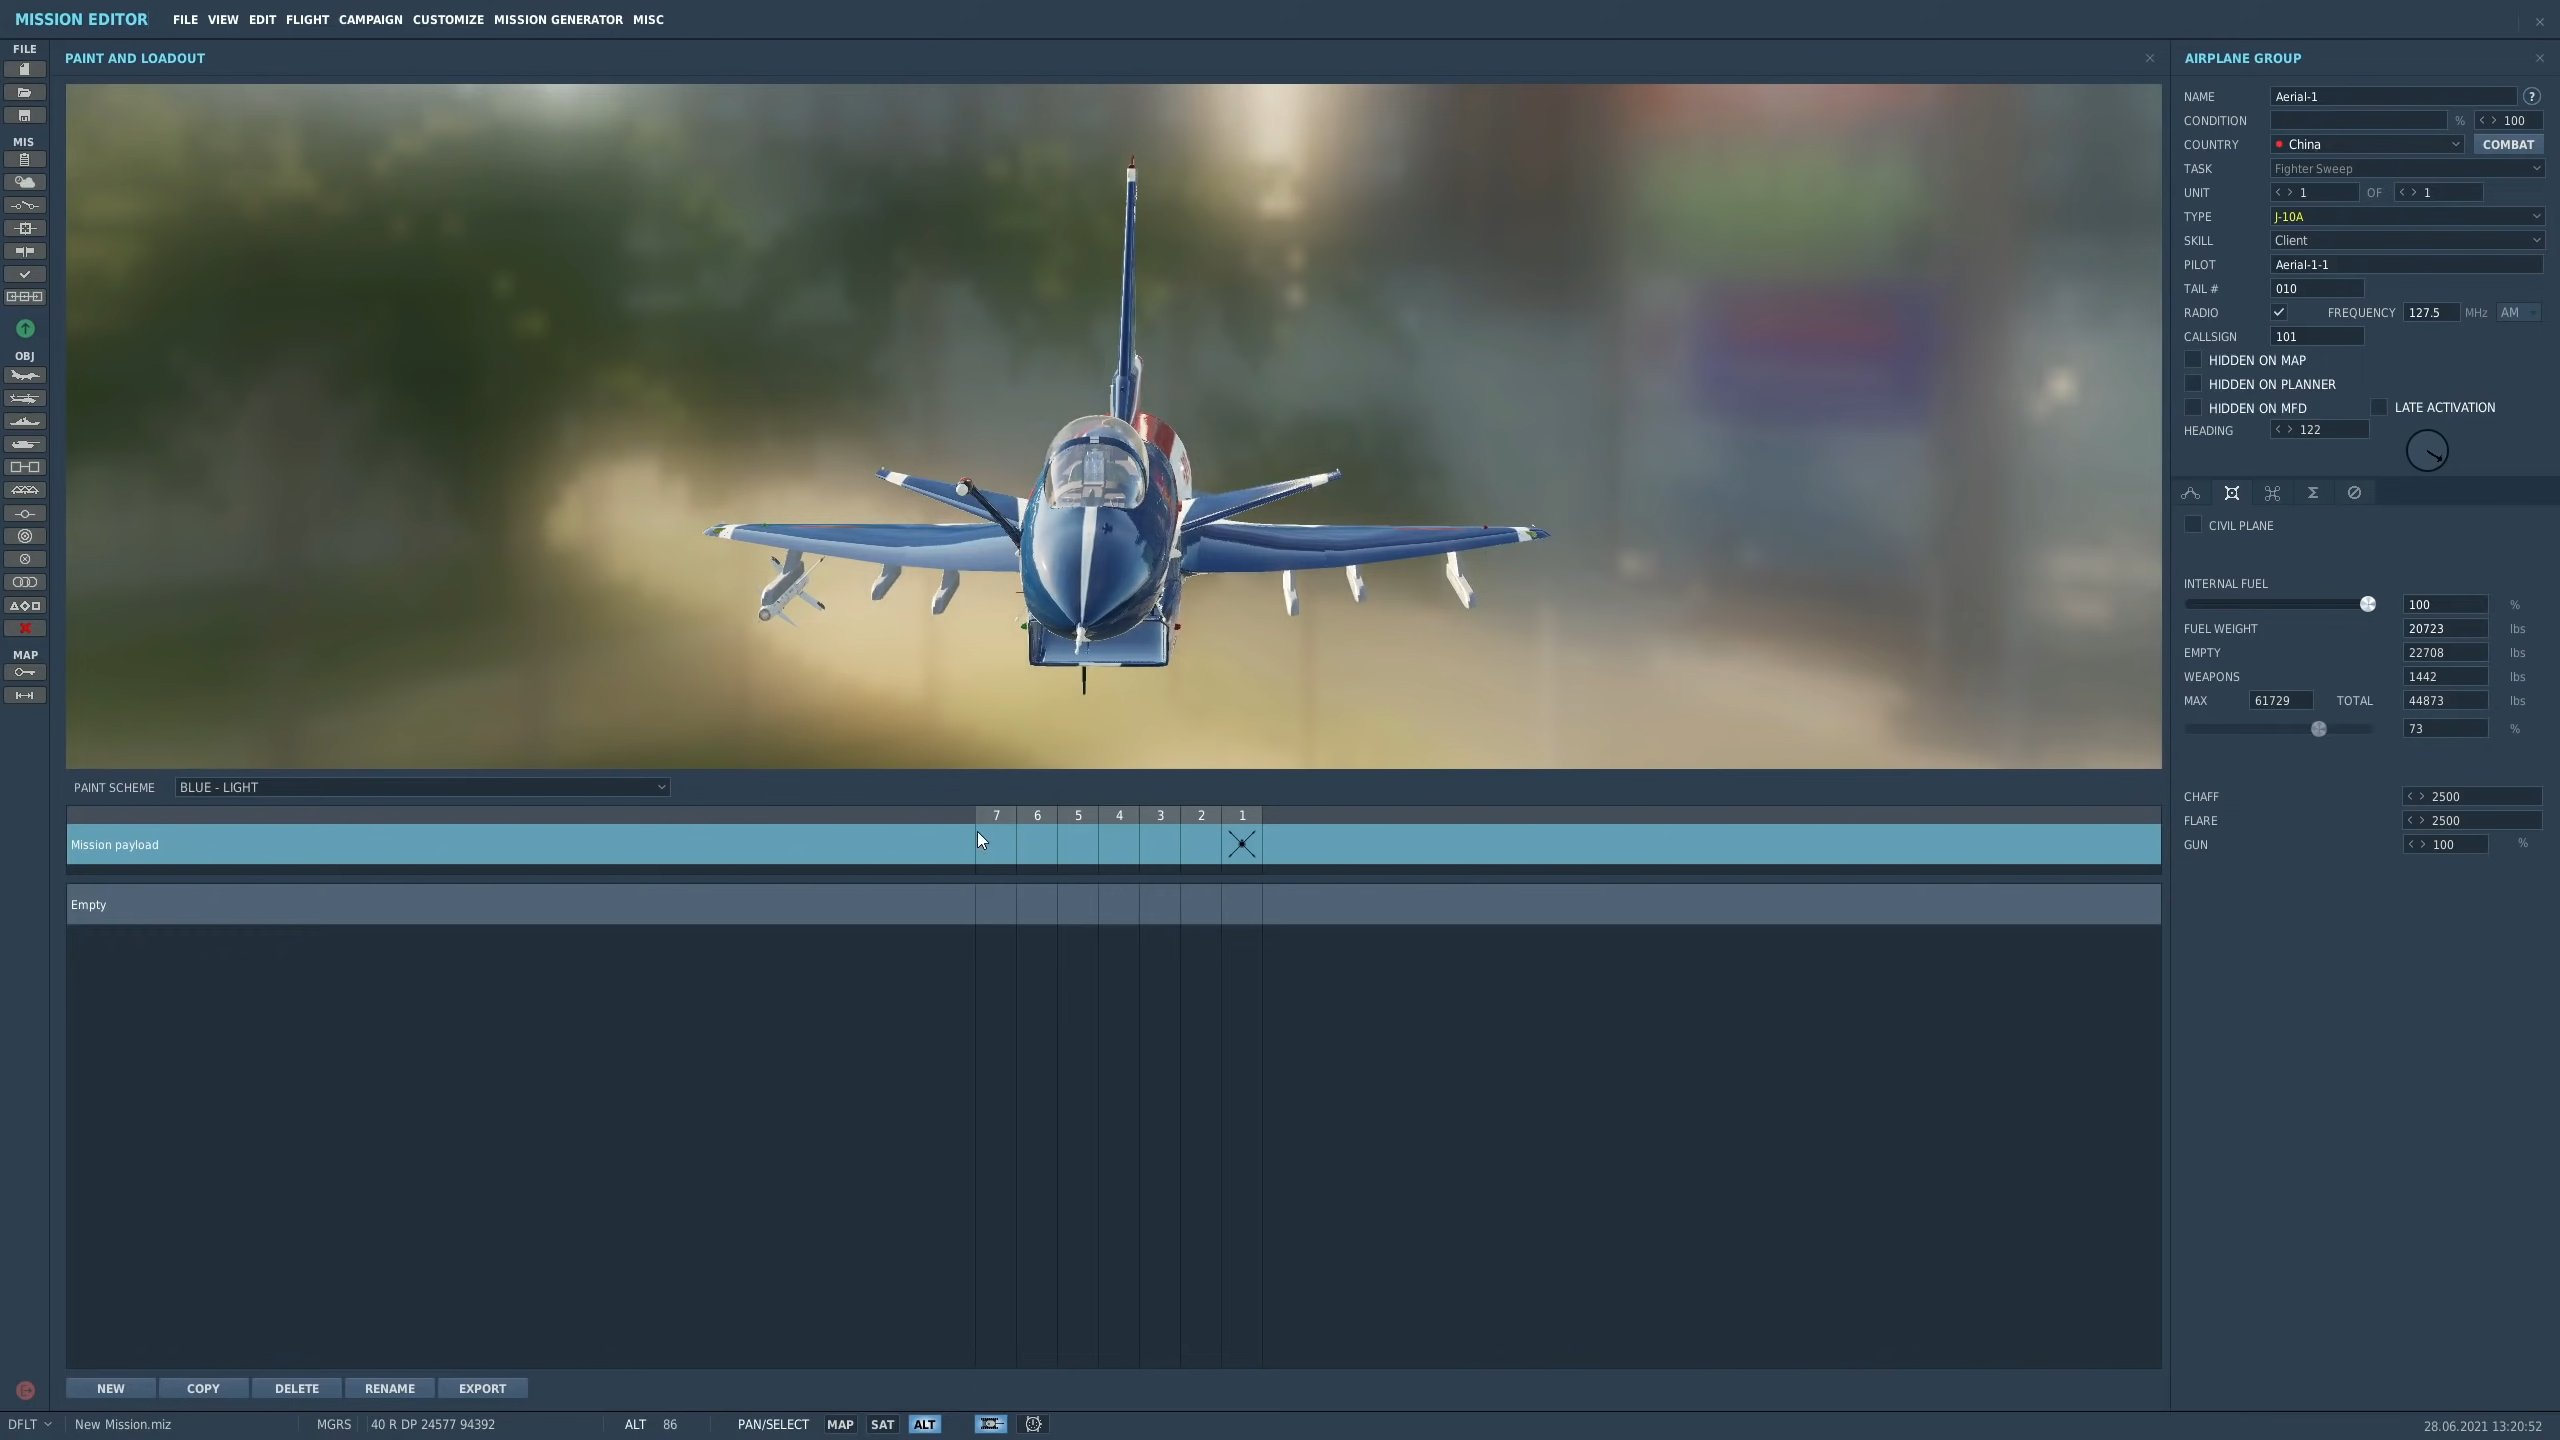 MISSION EDITOR FILE VIEW EDIT FLIGHT CAMPAIGN CUSTOMIZE MISSION GENERATOR MISC
FILE
MIS
OBJ
MAP
PAINT AND LOADOUT
PAINT SCHEME BLUE - LIGHT
7 6 5 4 3 2 1
Mission payload
Empty
NEW COPY DELETE RENAME EXPORT
AIRPLANE GROUP
NAME Aerial-1 ?
CONDITION % < > 100
COUNTRY China COMBAT
TASK Fighter Sweep
UNIT < > 1 OF < > 1
TYPE J-10A
SKILL Client
PILOT Aerial-1-1
TAIL # 010
RADIO FREQUENCY 127.5 MHz AM
CALLSIGN 101
HIDDEN ON MAP
HIDDEN ON PLANNER
HIDDEN ON MFD LATE ACTIVATION
HEADING < > 122
CIVIL PLANE
INTERNAL FUEL
100 %
FUEL WEIGHT 20723 lbs
EMPTY 22708 lbs
WEAPONS 1442 lbs
MAX 61729 TOTAL 44873 lbs
73 %
CHAFF < > 2500
FLARE < > 2500
GUN < > 100 %
DFLT New Mission.miz MGRS 40 R DP 24577 94392 ALT 86 PAN/SELECT MAP SAT ALT 28.06.2021 13:20:52